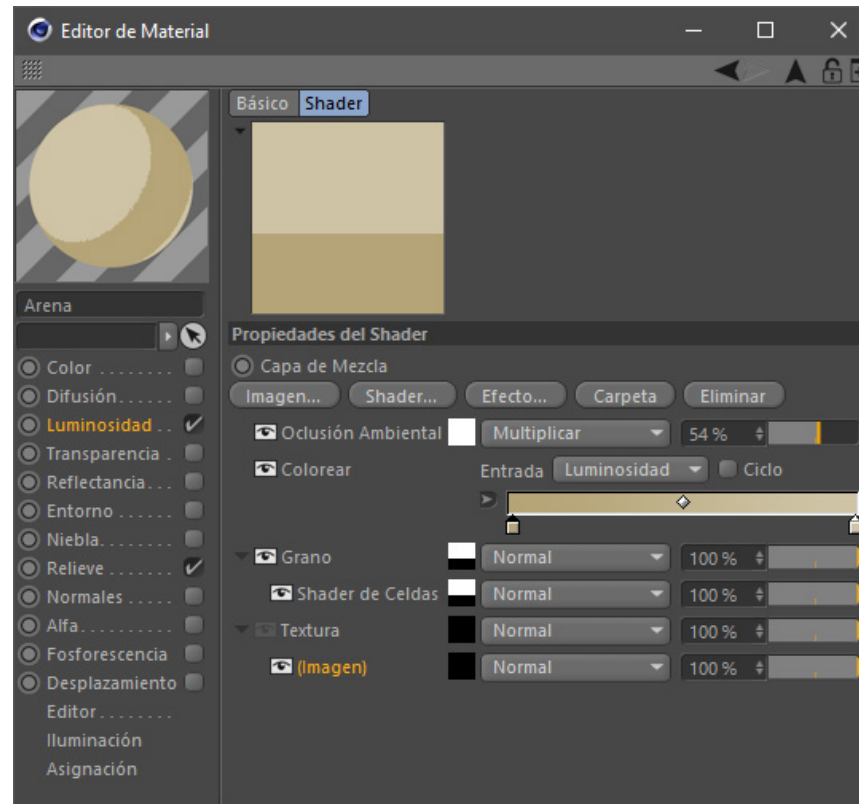 Editor de Material
Básico Shader
Arena
Color ........
Difusión......
Luminosidad ..
Transparencia .
Reflectancia...
Entorno ......
Niebla........
Relieve .......
Normales .....
Alfa..........
Fosforescencia
Desplazamiento
Editor........
Iluminación
Asignación
Propiedades del Shader
Capa de Mezcla
Imagen... Shader... Efecto... Carpeta Eliminar
Oclusión Ambiental Multiplicar 54 %
Colorear Entrada Luminosidad Ciclo
Grano Normal 100 %
Shader de Celdas Normal 100 %
Textura Normal 100 %
(Imagen) Normal 100 %